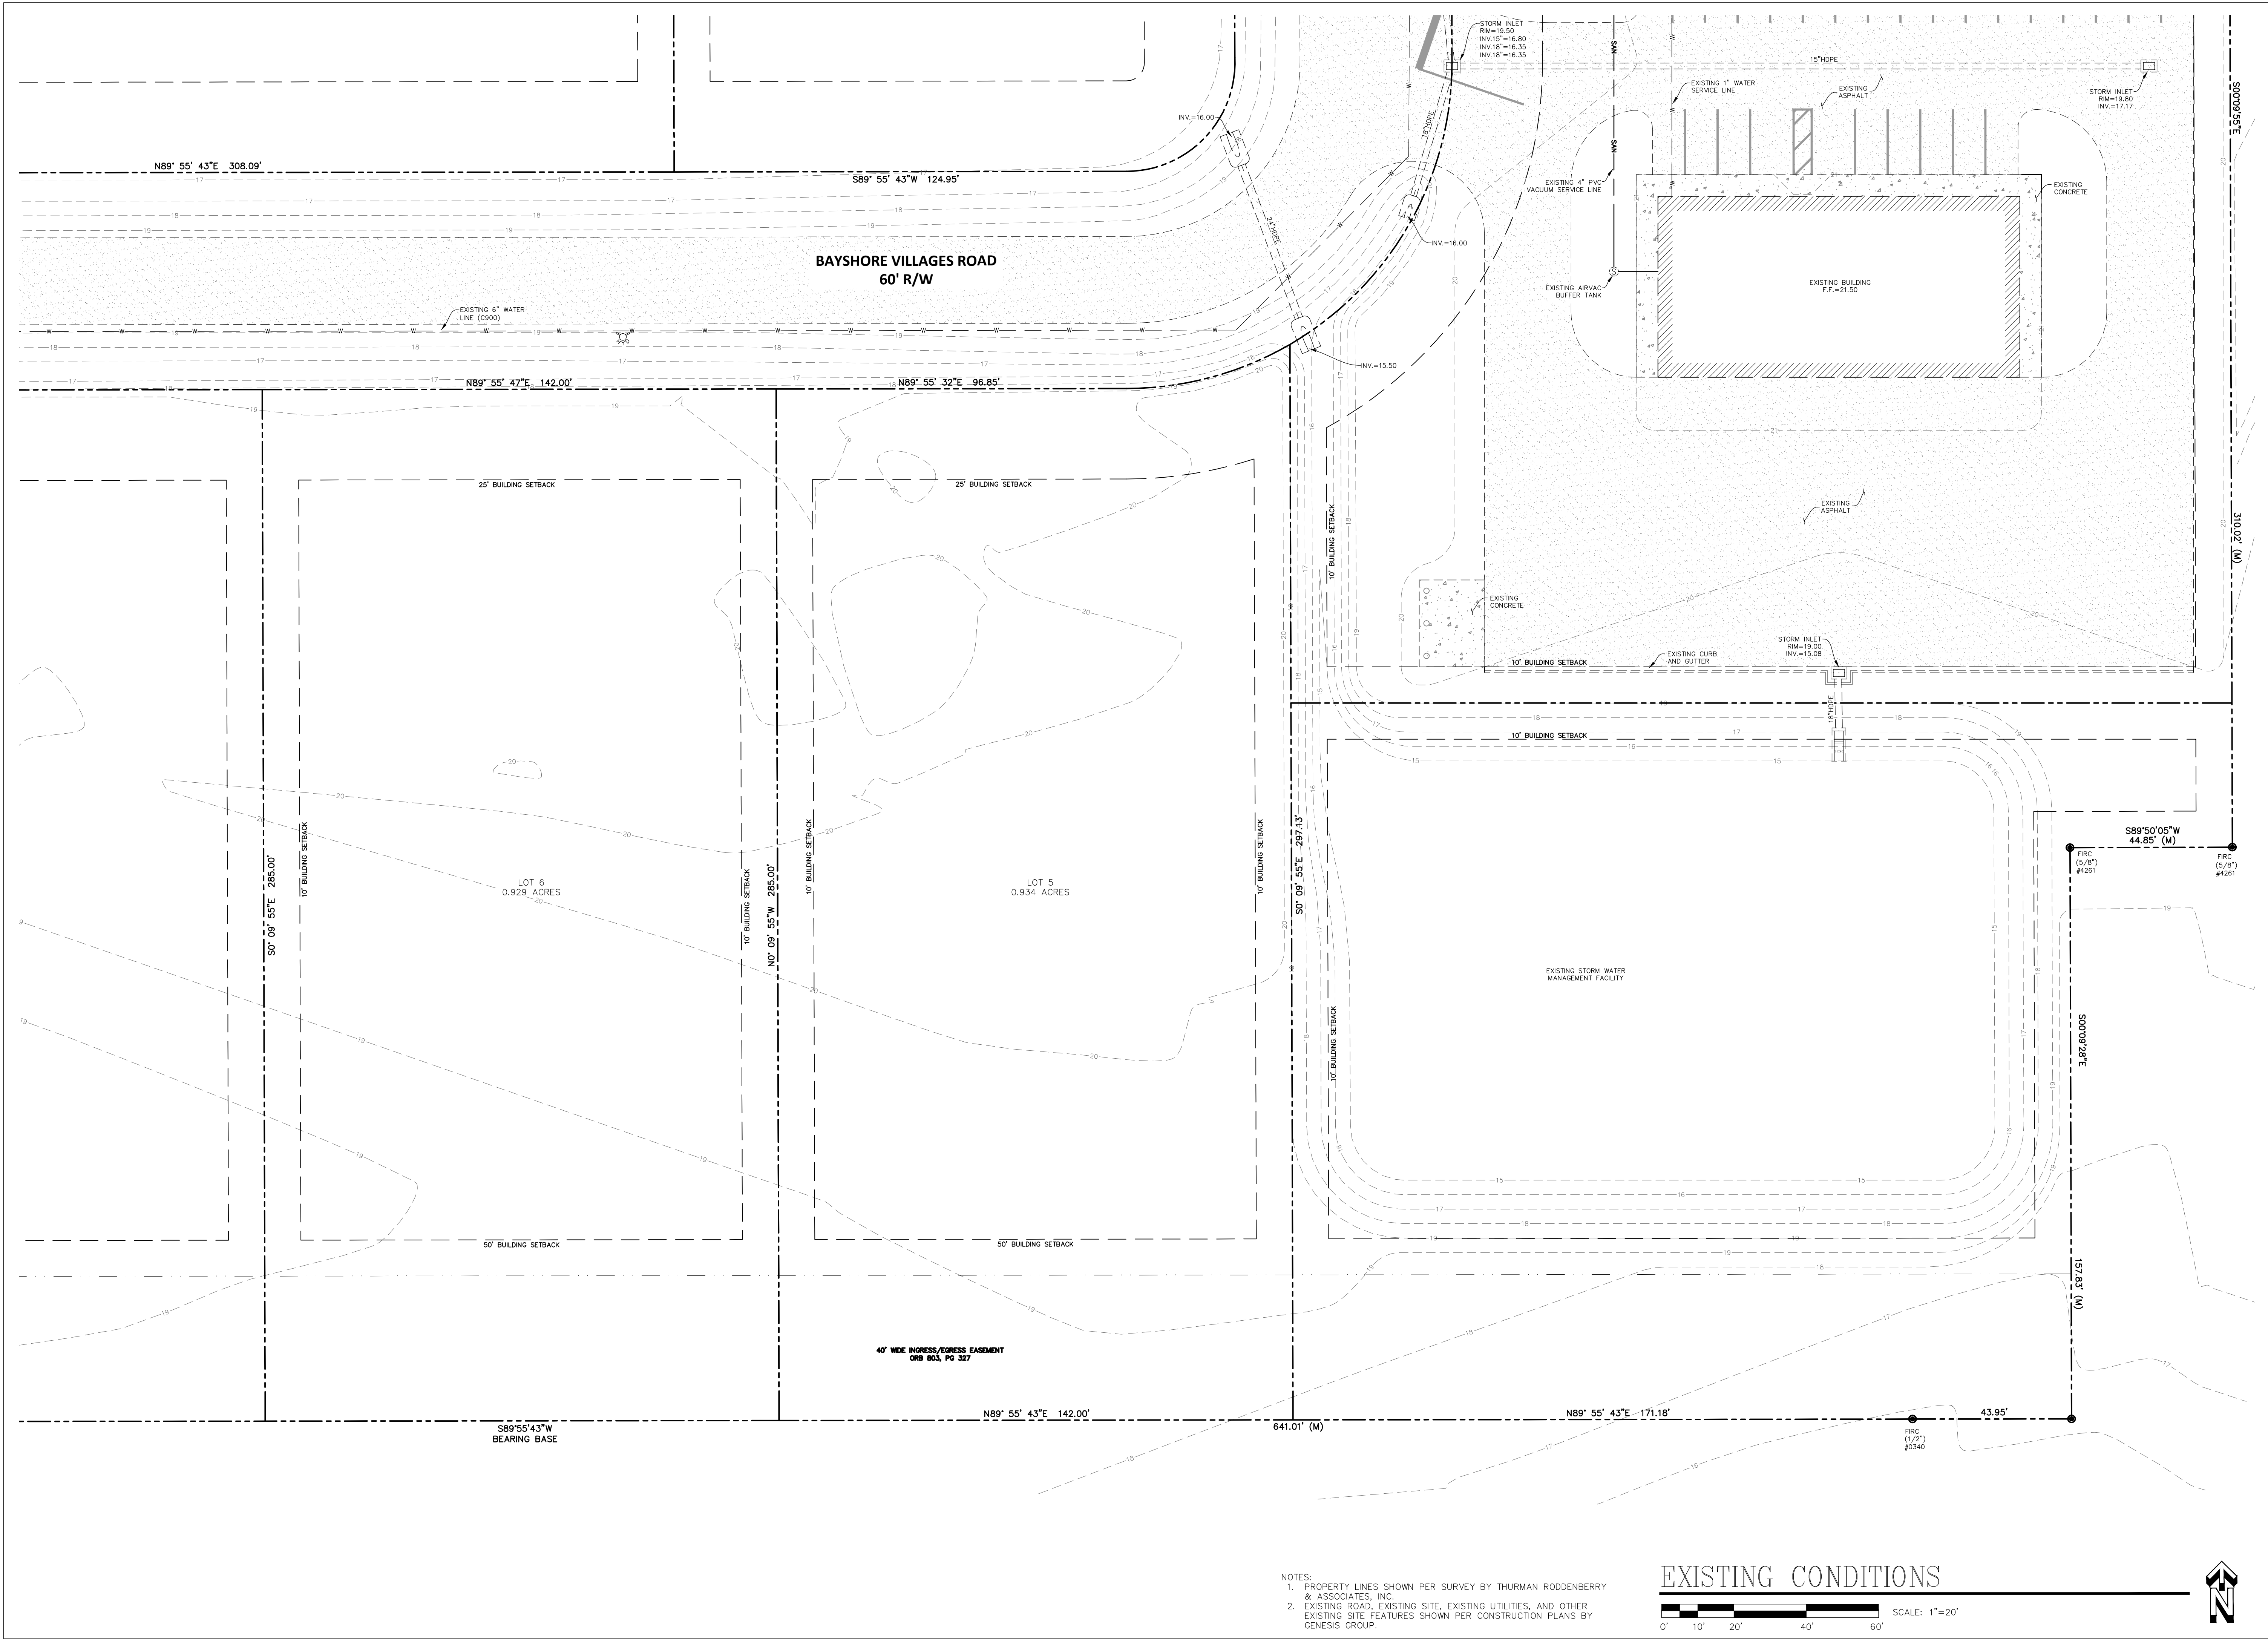 STORM INLET
RIM=19.50
INV.15"=16.80
INV.18"=16.35
INV.18"=16.35
SAN
W
15"HDPE
EXISTING 1" WATER
SERVICE LINE
EXISTING
ASPHALT
STORM INLET
RIM=19.80
INV.=17.17
S00°09'55"E
INV.=16.00
18"HDPE
N89° 55' 43"E 308.09'
S89° 55' 43"W 124.95'
EXISTING 4" PVC
VACUUM SERVICE LINE
SAN
EXISTING
CONCRETE
24"HDPE
INV.=16.00
BAYSHORE VILLAGES ROAD
60' R/W
EXISTING AIRVAC
BUFFER TANK
S
EXISTING BUILDING
F.F.=21.50
EXISTING 6" WATER
LINE (C900)
INV.=15.50
N89° 55' 47"E 142.00'
N89° 55' 32"E 96.85'
25' BUILDING SETBACK
25' BUILDING SETBACK
10' BUILDING SETBACK
EXISTING
ASPHALT
310.02' (M)
EXISTING
CONCRETE
STORM INLET
RIM=19.00
INV.=15.08
EXISTING CURB
AND GUTTER
10' BUILDING SETBACK
18"HDPE
10' BUILDING SETBACK
S0° 09' 55"E 285.00'
10' BUILDING SETBACK
LOT 6
0.929 ACRES
10' BUILDING SETBACK
N0° 09' 55"W 285.00'
10' BUILDING SETBACK
LOT 5
0.934 ACRES
10' BUILDING SETBACK
S0° 09' 55"E 297.13'
S89°50'05"W
44.85' (M)
FIRC
(5/8")
#4261
FIRC
(5/8")
#4261
EXISTING STORM WATER
MANAGEMENT FACILITY
10' BUILDING SETBACK
S00°09'28"E
157.83' (M)
50' BUILDING SETBACK
50' BUILDING SETBACK
40' WIDE INGRESS/EGRESS EASEMENT
ORB 803, PG 327
S89°55'43"W
BEARING BASE
N89° 55' 43"E 142.00'
641.01' (M)
N89° 55' 43"E 171.18'
43.95'
FIRC
(1/2")
#0340
NOTES:
1. PROPERTY LINES SHOWN PER SURVEY BY THURMAN RODDENBERRY
& ASSOCIATES, INC.
2. EXISTING ROAD, EXISTING SITE, EXISTING UTILITIES, AND OTHER
EXISTING SITE FEATURES SHOWN PER CONSTRUCTION PLANS BY
GENESIS GROUP.
EXISTING CONDITIONS
SCALE: 1"=20'
0' 10' 20' 40' 60'
N